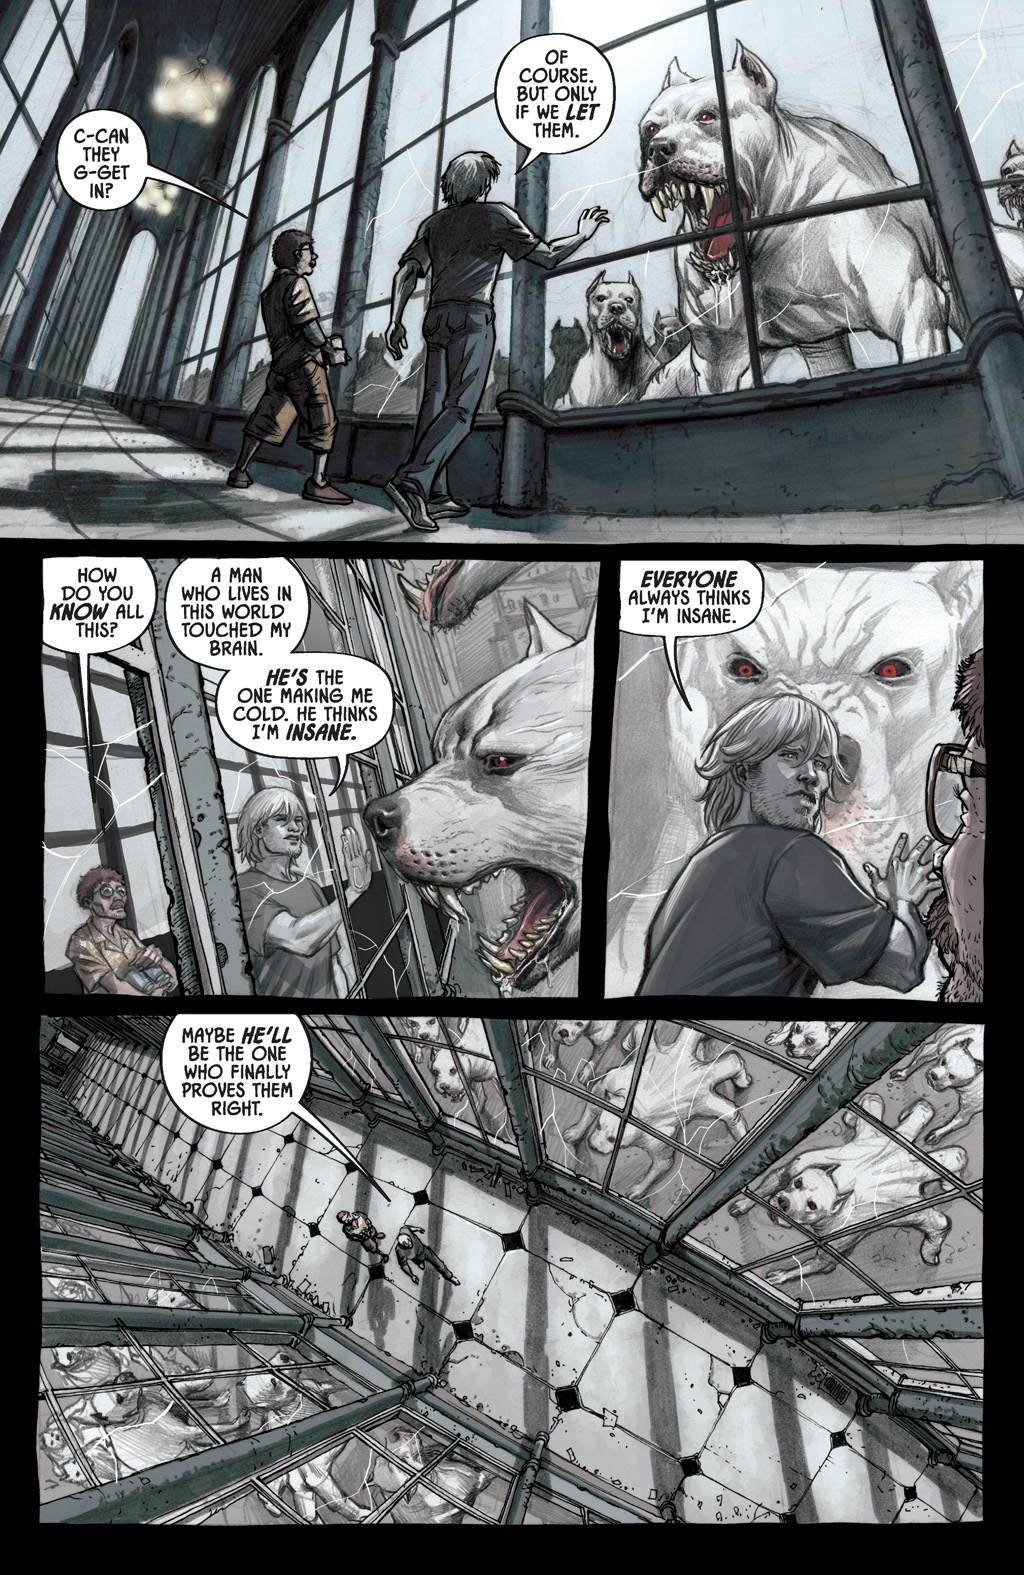 C-CAN
THEY
G-GET
IN?
OF
COURSE.
BUT ONLY
IF WE LET
THEM.
HOW
DO YOU
KNOW ALL
THIS?
A MAN
WHO LIVES IN
THIS WORLD
TOUCHED MY
BRAIN.
HE'S THE
ONE MAKING ME
COLD. HE THINKS
I'M INSANE.
EVERYONE
ALWAYS THINKS
I'M INSANE.
MAYBE HE'LL
BE THE ONE
WHO FINALLY
PROVES THEM
RIGHT.